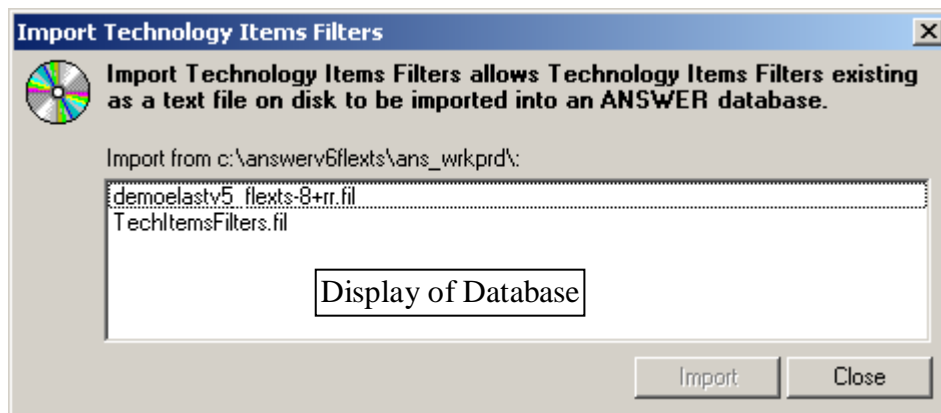 Import Technology Items Filters
Import Technology Items Filters allows Technology Items Filters existing
as a text file on disk to be imported into an ANSWER database.
Import from c:\answerv6flexts\ans_wrkprd\:
demoelastv5_flexts-8+rr.fil
TechItemsFilters.fil
Display of Database
Import
Close